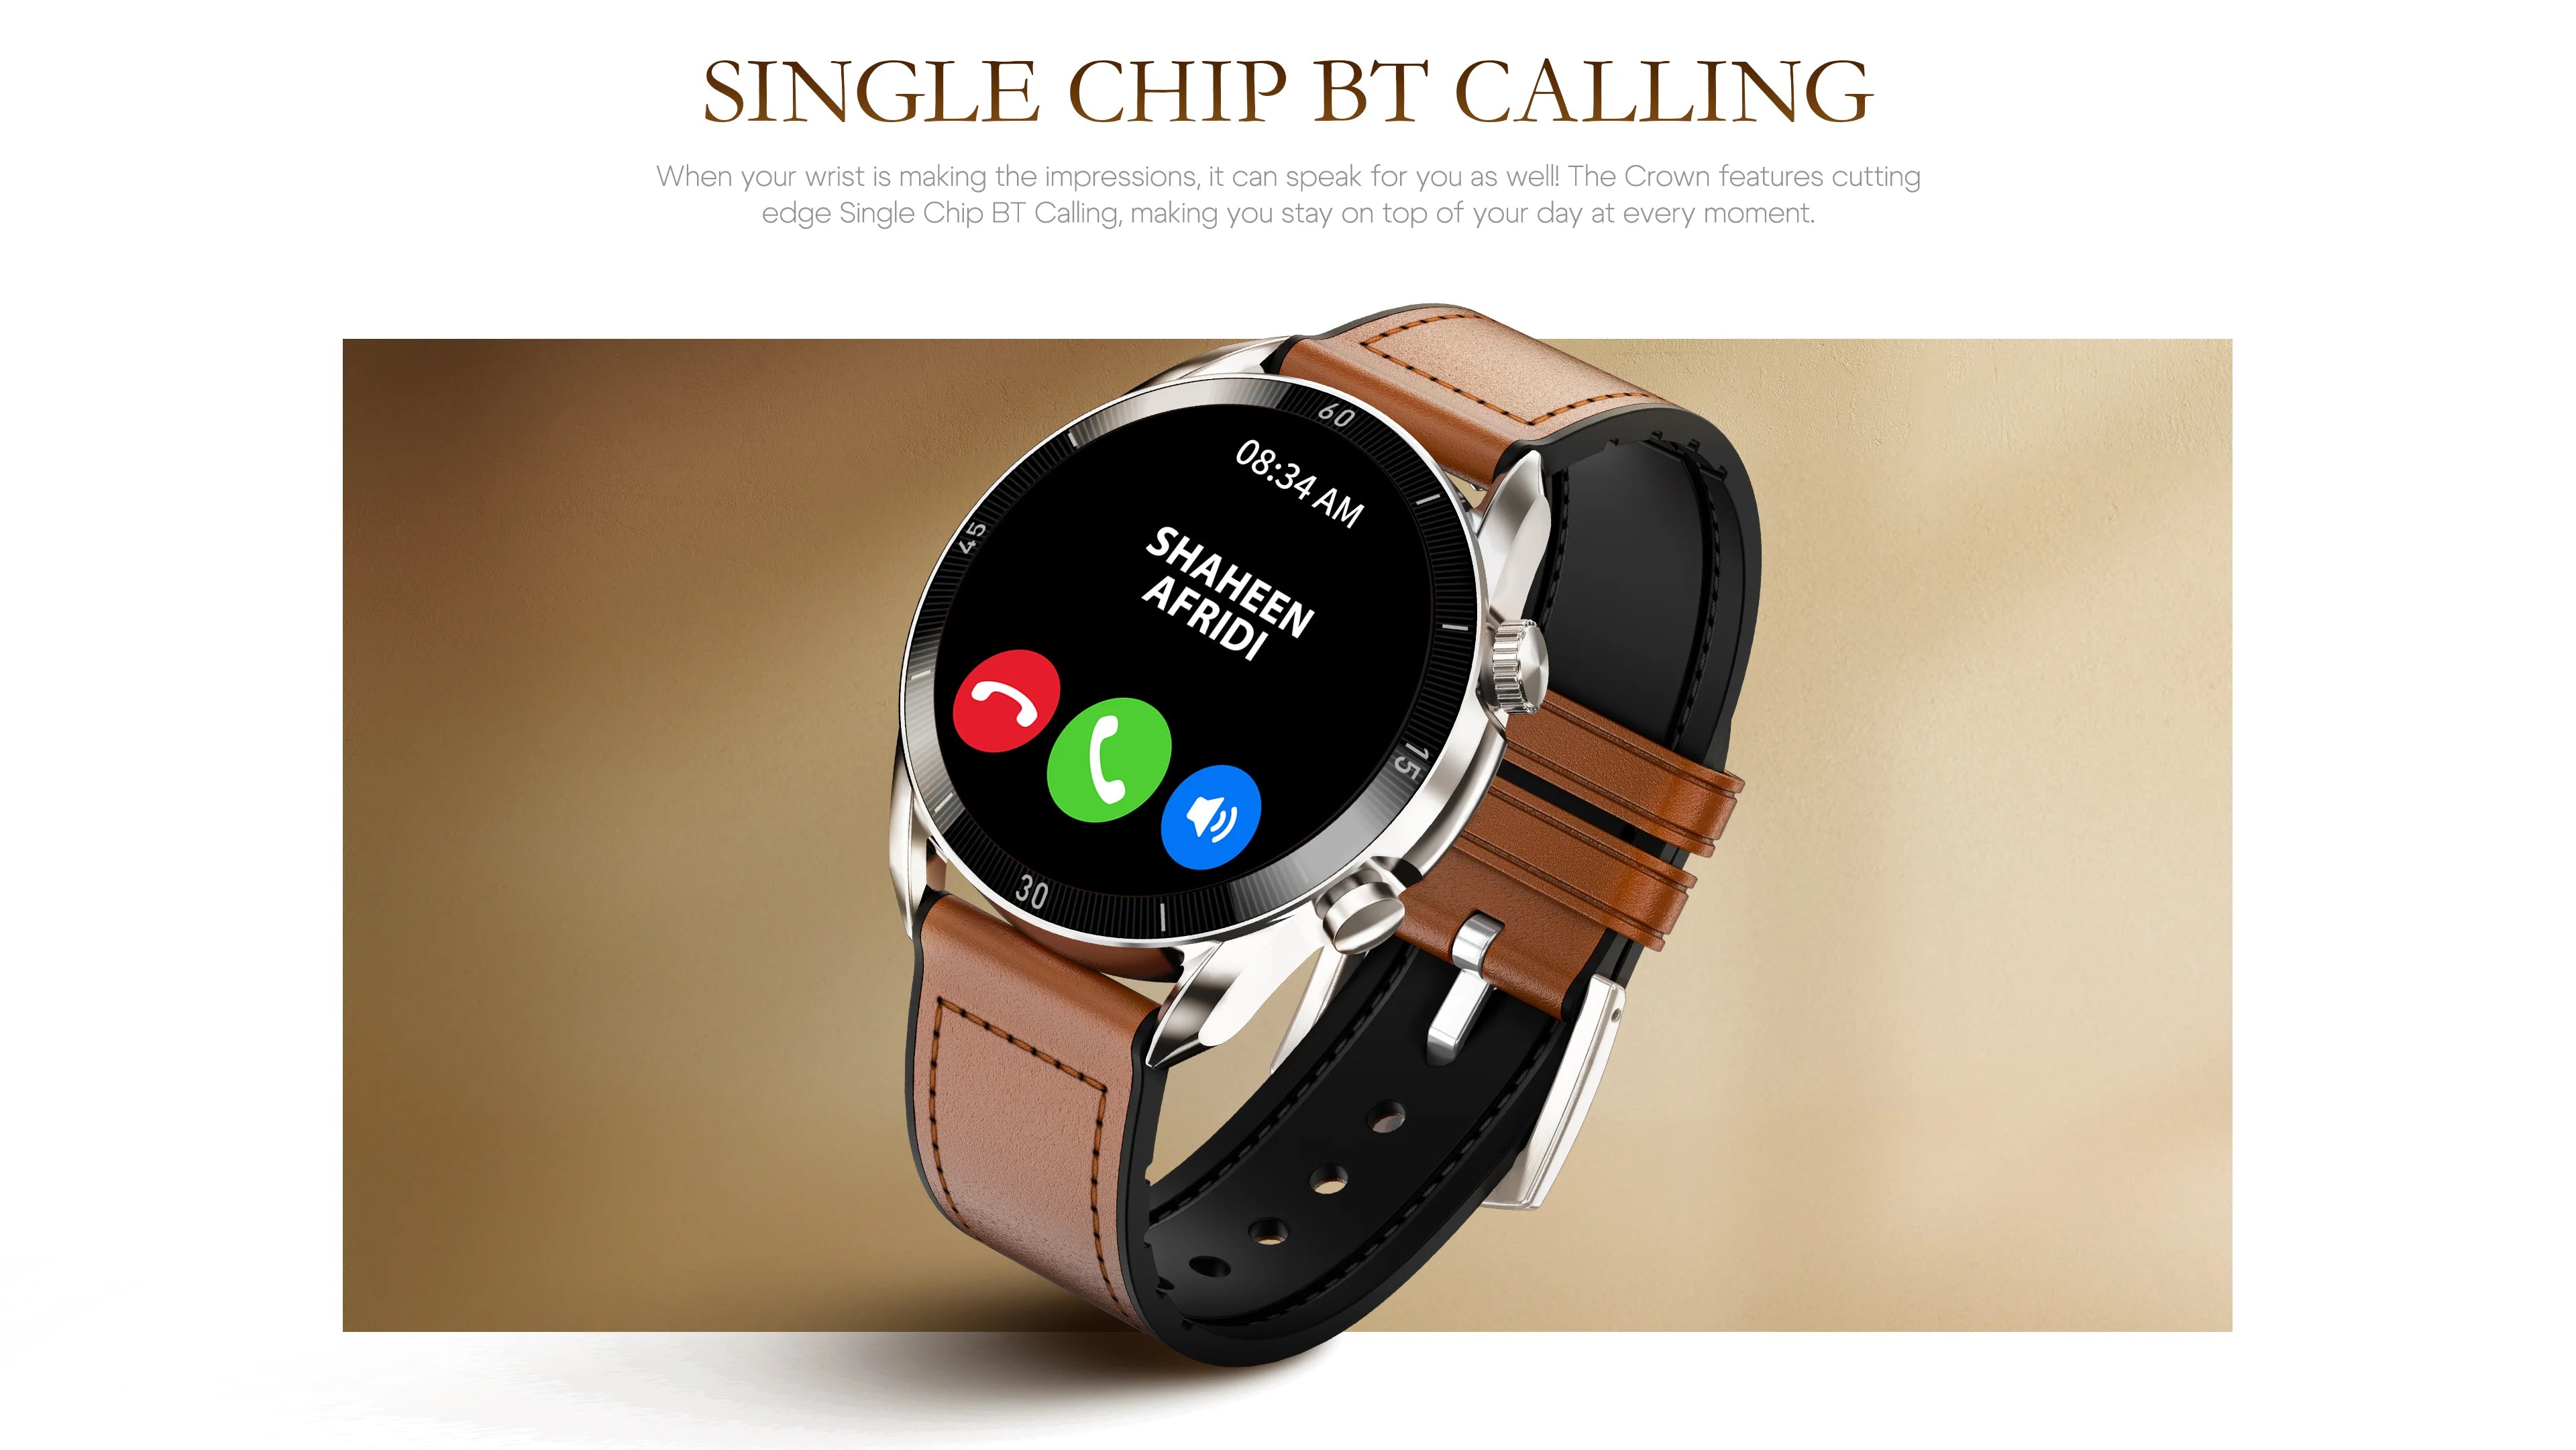 SINGLE CHIP BT CALLING
When your wrist is making the impressions, it can speak for you as well! The Crown features cutting
edge Single Chip BT Calling, making you stay on top of your day at every moment.
60
08:34 AM
45
SHAHEEN
AFRIDI
15
30